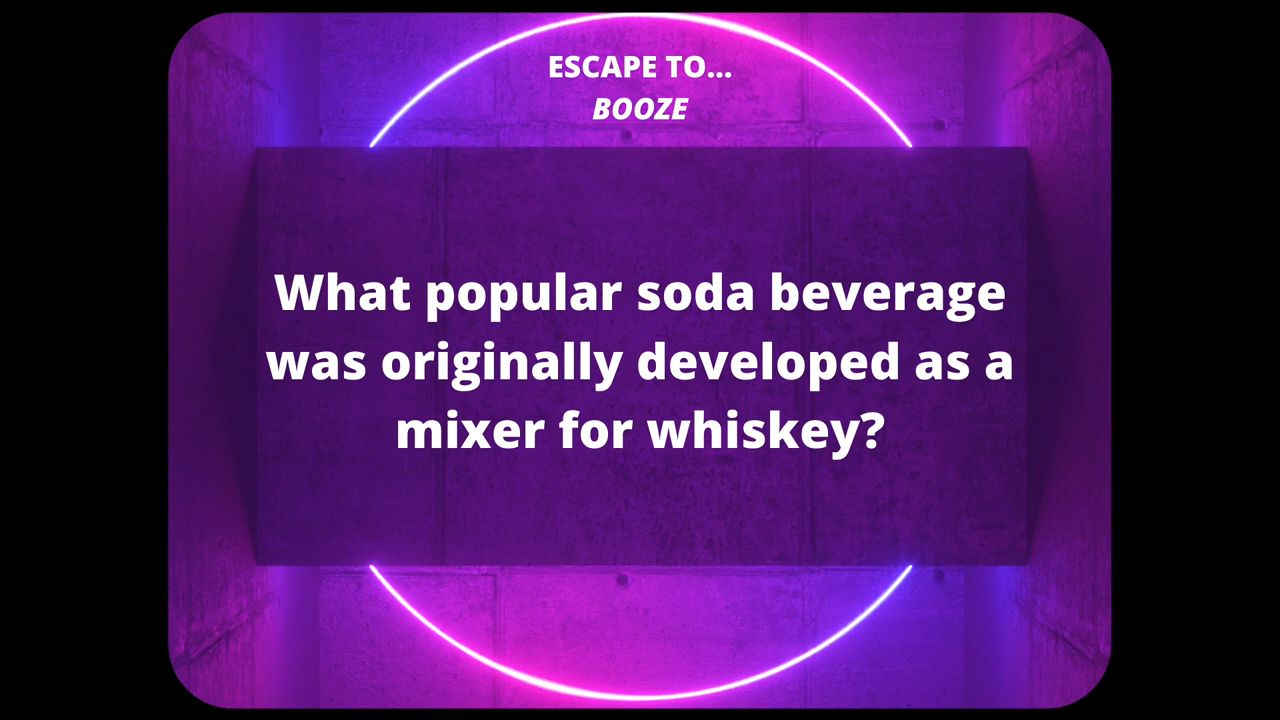 ESCAPE TO...
BOOZE
What popular soda beverage
was originally developed as a
mixer for whiskey?